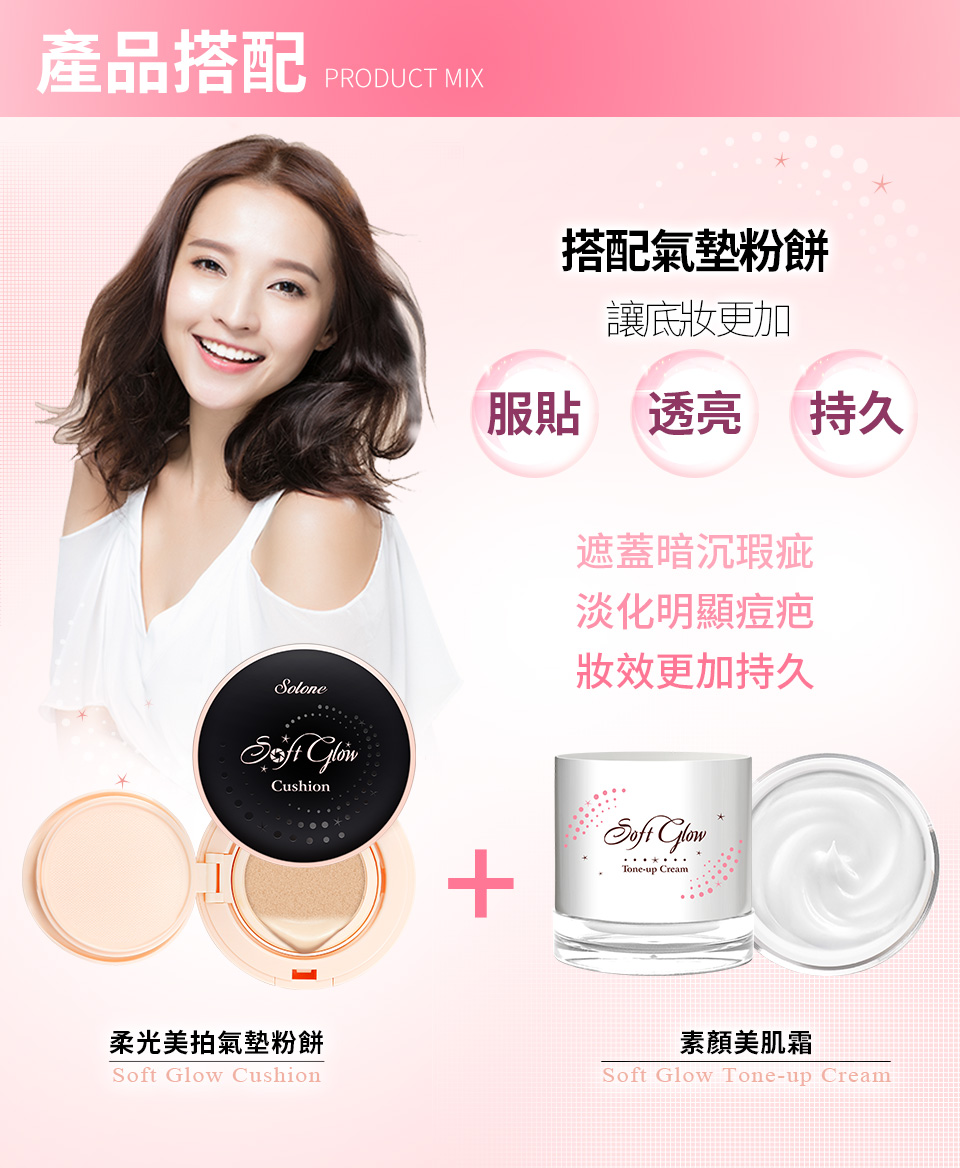 產品搭配 PRODUCT MIX
搭配氣墊粉餅
讓底妝更加
服貼 透亮 持久
遮蓋暗沉瑕疵
淡化明顯痘疤
妝效更加持久
Solone
Soft Glow
Cushion
Soft Glow
Tone-up Cream
柔光美拍氣墊粉餅
Soft Glow Cushion
素顏美肌霜
Soft Glow Tone-up Cream